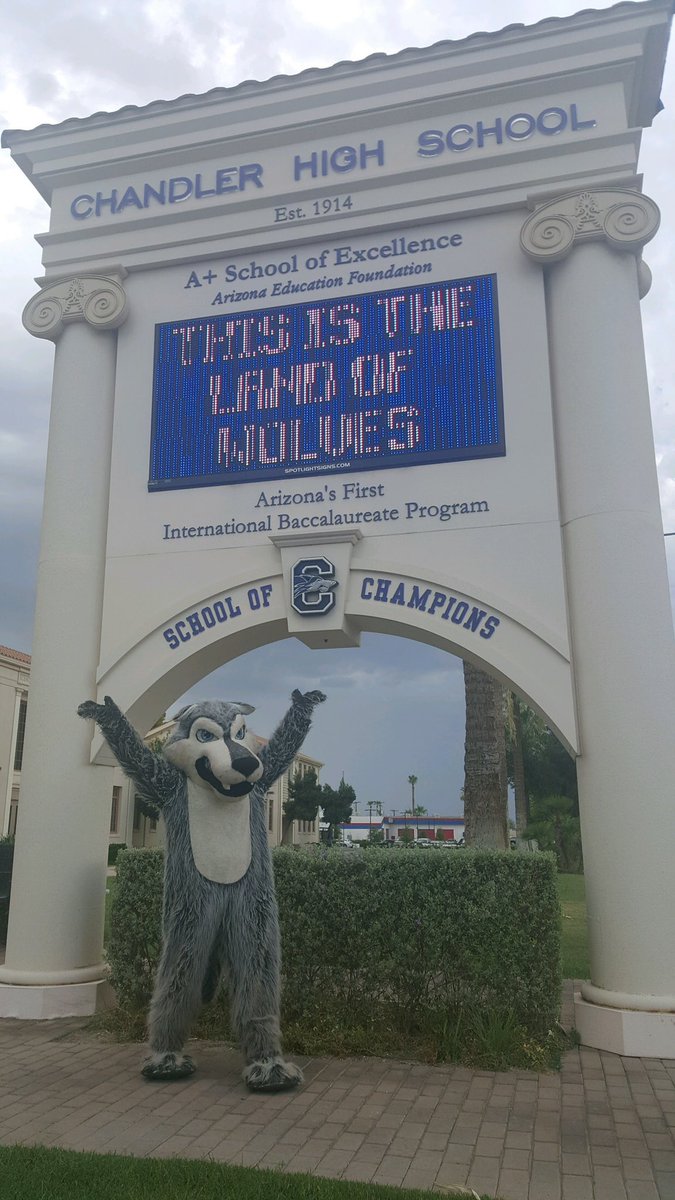 CHANDLER HIGH SCHOOL
Est. 1914
A+ School of Excellence
Arizona Education Foundation
THIS IS THE
LAND OF
WOLVES
SPOTLIGHTSIGNS.COM
Arizona's First
International Baccalaureate Program
SCHOOL OF C CHAMPIONS